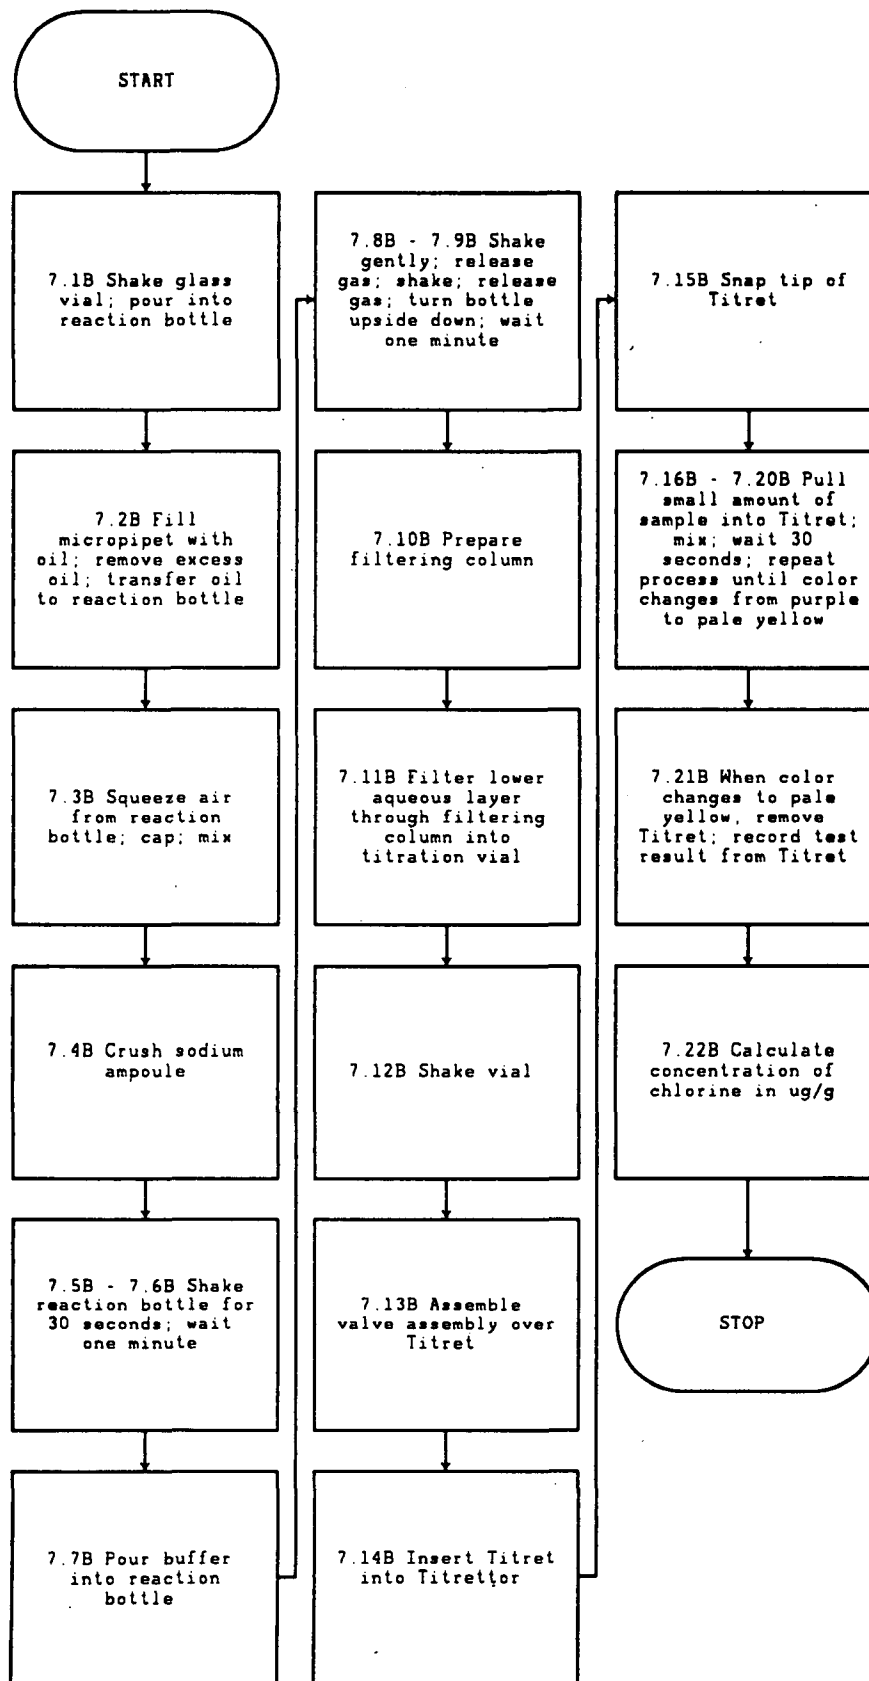 START
7.1B Shake glass
vial; pour into
reaction bottle
7.2B Fill
micropipet with
oil; remove excess
oil; transfer oil
to reaction bottle
7.3B Squeeze air
from reaction
bottle; cap; mix
7.4B Crush sodium
ampoule
7.5B - 7.6B Shake
reaction bottle for
30 seconds; wait
one minute
7.7B Pour buffer
into reaction
bottle
7.8B - 7.9B Shake
gently; release
gas; shake; release
gas; turn bottle
upside down; wait
one minute
7.10B Prepare
filtering column
7.11B Filter lower
aqueous layer
through filtering
column into
titration vial
7.12B Shake vial
7.13B Assemble
valve assembly over
Titret
7.14B Insert Titret
into Titrettor
7.15B Snap tip of
Titret
7.16B - 7.20B Pull
small amount of
sample into Titret;
mix; wait 30
seconds; repeat
process until color
changes from purple
to pale yellow
7.21B When color
changes to pale
yellow, remove
Titret; record test
result from Titret
7.22B Calculate
concentration of
chlorine in ug/g
STOP